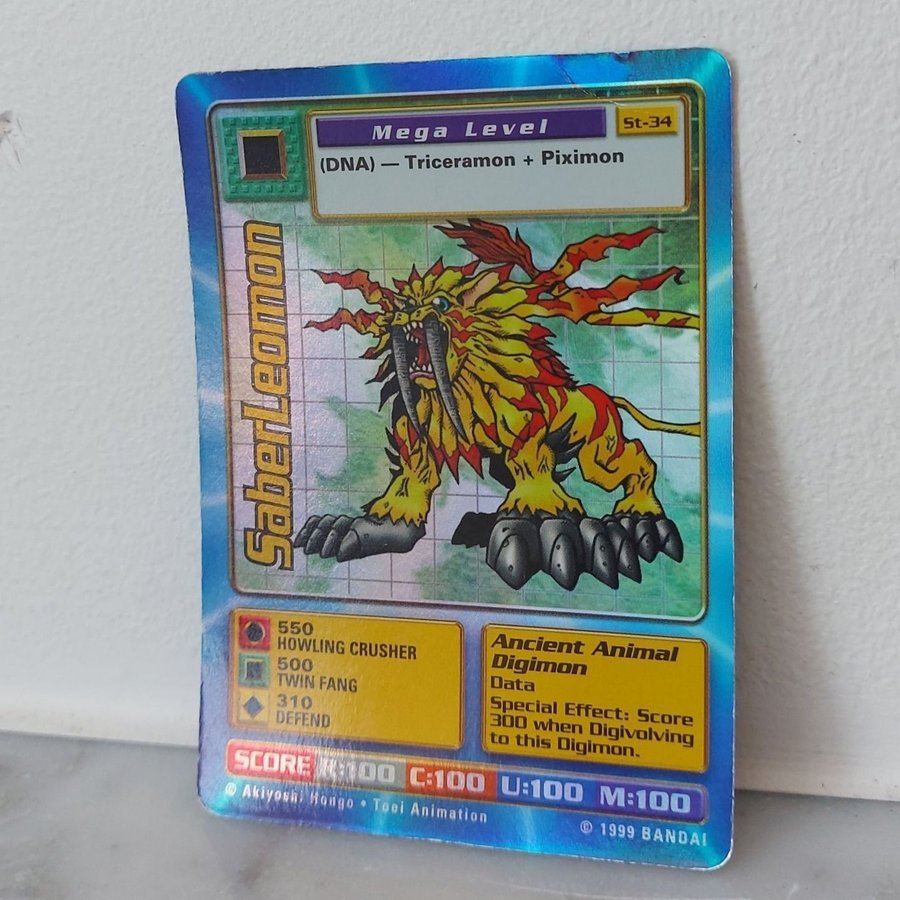 Mega Level
St-34
(DNA) — Triceramon + Piximon
SaberLeomon
550
HOWLING CRUSHER
500
TWIN FANG
310
DEFEND
Ancient Animal
Digimon
Data
Special Effect: Score
300 when Digivolving
to this Digimon.
SCORE R:100 C:100 U:100 M:100
© Akiyoshi Hongo • Toei Animation
© 1999 BANDAI